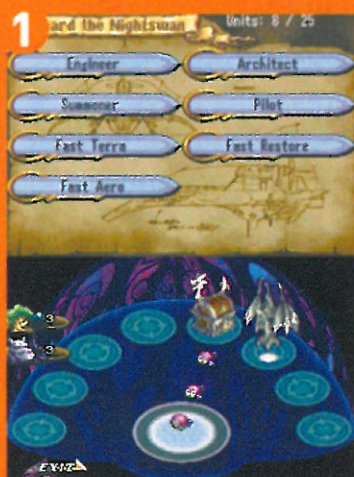 1
ard the Nightswan Units: 8 / 25
Engineer Architect
Summoner Pilot
Fast Terra Fast Restore
Fast Aero
3
3
EXIT